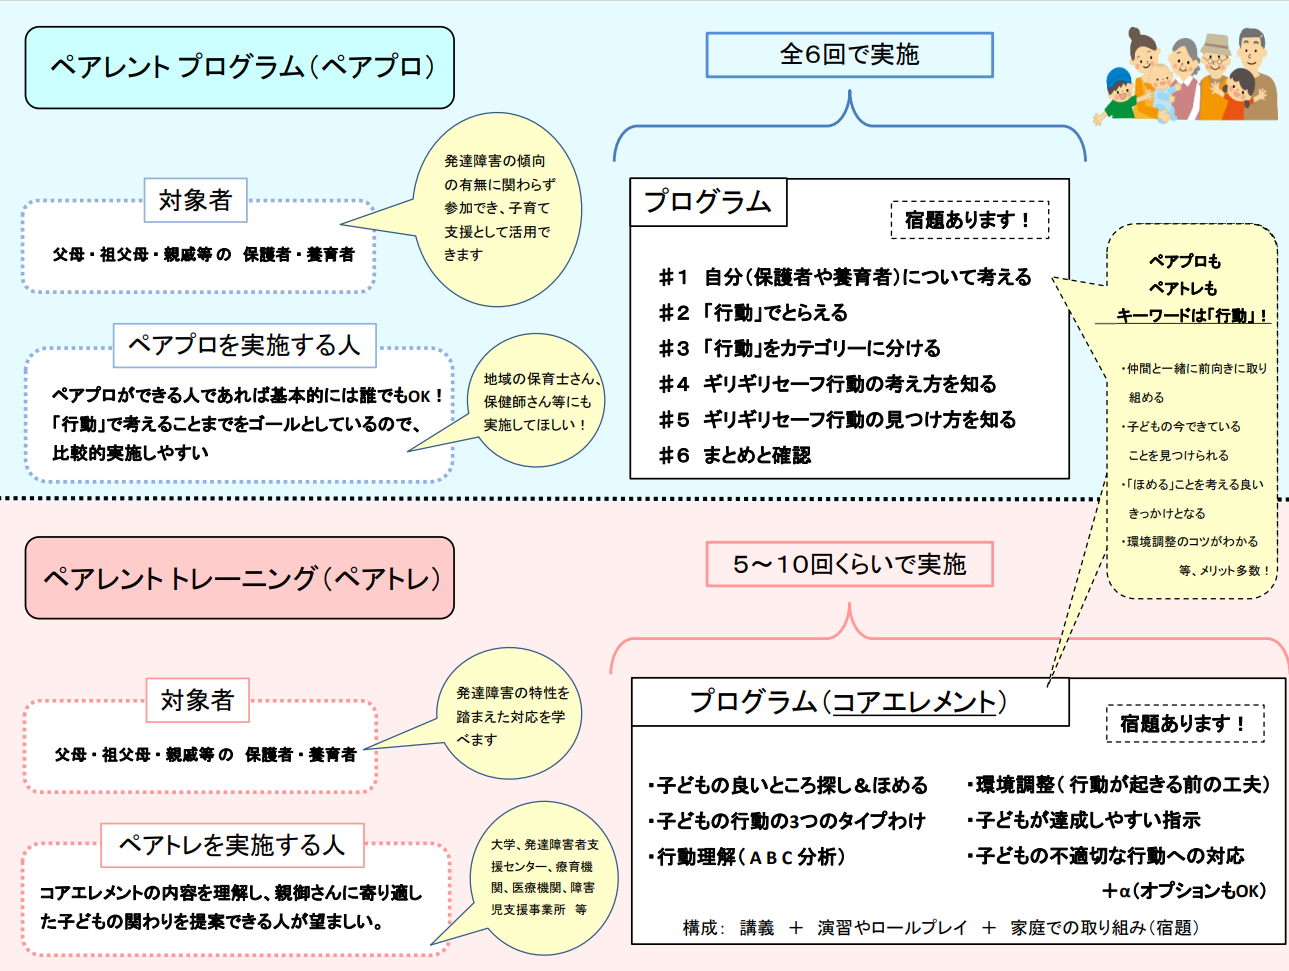 ペアレント プログラム（ペアプロ）
全６回で実施
対象者
父母・祖父母・親戚等の　保護者・養育者
発達障害の傾向
の有無に関わらず
参加でき、子育て
支援として活用で
きます
ペアプロを実施する人
ペアプロができる人であれば基本的には誰でもOK！
「行動」で考えることまでをゴールとしているので、
比較的実施しやすい
地域の保育士さん、
保健師さん等にも
実施してほしい！
プログラム
宿題あります！
＃１　自分（保護者や養育者）について考える
＃２　「行動」でとらえる
＃３　「行動」をカテゴリーに分ける
＃４　ギリギリセーフ行動の考え方を知る
＃５　ギリギリセーフ行動の見つけ方を知る
＃６　まとめと確認
ペアプロも
ペアトレも
キーワードは「行動」！
・仲間と一緒に前向きに取り
組める
・子どもの今できている
ことを見つけられる
・「ほめる」ことを考える良い
きっかけとなる
・環境調整のコツがわかる
等、メリット多数！
ペアレント トレーニング（ペアトレ）
５～１０回くらいで実施
対象者
父母・祖父母・親戚等の　保護者・養育者
発達障害の特性を
踏まえた対応を学
べます
ペアトレを実施する人
コアエレメントの内容を理解し、親御さんに寄り適し
た子どもの関わりを提案できる人が望ましい。
大学、発達障害者支
援センター、療育機
関、医療機関、障害
児支援事業所　等
プログラム（コアエレメント）
宿題あります！
・子どもの良いところ探し＆ほめる
・子どもの行動の3つのタイプわけ
・行動理解（ＡＢＣ分析）
・環境調整（行動が起きる前の工夫）
・子どもが達成しやすい指示
・子どもの不適切な行動への対応
＋α（オプションもOK）
構成：　講義　＋　演習やロールプレイ　＋　家庭での取り組み（宿題）